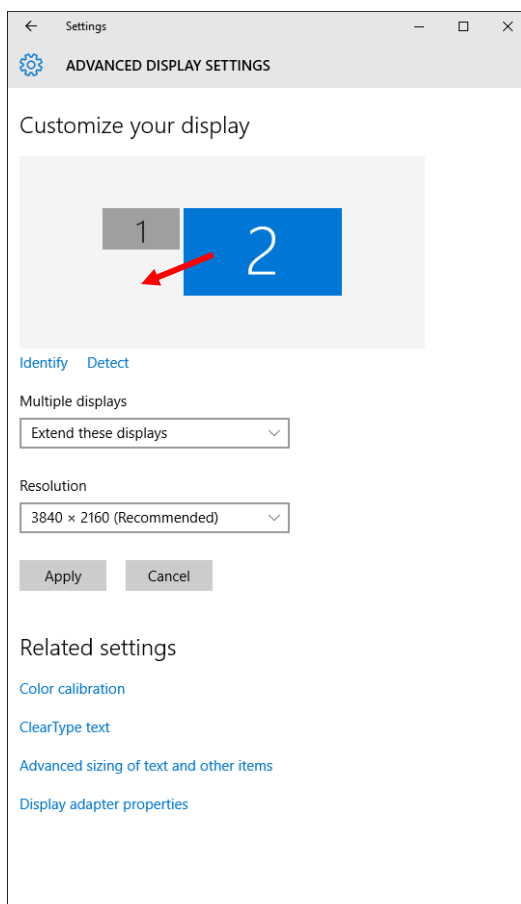 Settings
ADVANCED DISPLAY SETTINGS
Customize your display
1
2
Identify Detect
Multiple displays
Extend these displays
Resolution
3840 × 2160 (Recommended)
Apply Cancel
Related settings
Color calibration
ClearType text
Advanced sizing of text and other items
Display adapter properties